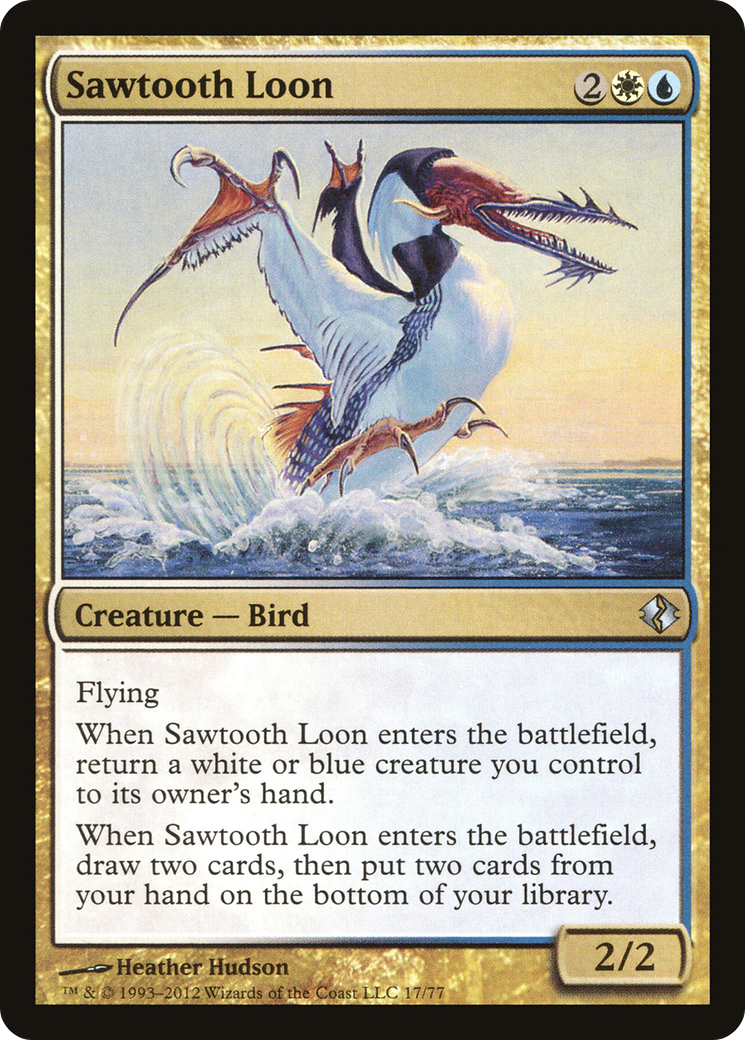 Sawtooth Loon 2
Creature — Bird
Flying
When Sawtooth Loon enters the battlefield,
return a white or blue creature you control
to its owner's hand.
When Sawtooth Loon enters the battlefield,
draw two cards, then put two cards from
your hand on the bottom of your library.
2/2
Heather Hudson
™ & © 1993–2012 Wizards of the Coast LLC 17/77